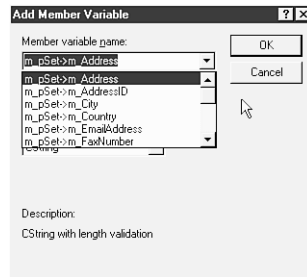 Add Member Variable
Member variable name:
m_pSet->m_Address
OK
Cancel
m_pSet->m_Address
m_pSet->m_AddressID
m_pSet->m_City
m_pSet->m_Country
m_pSet->m_EmailAddress
m_pSet->m_FaxNumber
CString
Description:
CString with length validation